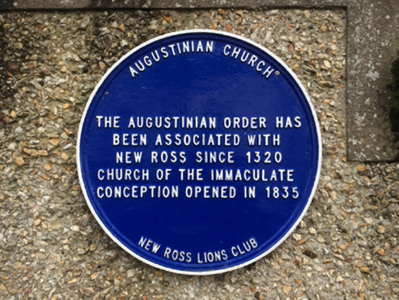 AUGUSTINIAN CHURCH
THE AUGUSTINIAN ORDER HAS
BEEN ASSOCIATED WITH
NEW ROSS SINCE 1320
CHURCH OF THE IMMACULATE
CONCEPTION OPENED IN 1835
NEW ROSS LIONS CLUB